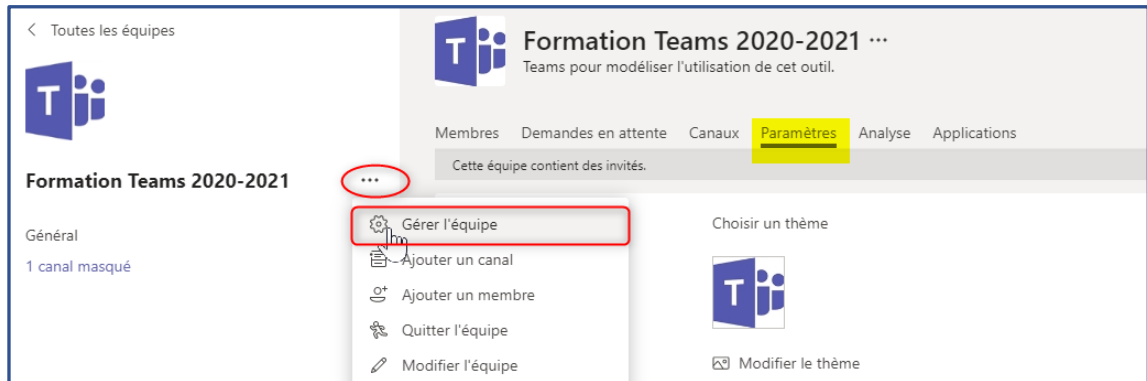 Toutes les équipes
T
Formation Teams 2020-2021 ...
Général
1 canal masqué
T
Formation Teams 2020-2021 ...
Teams pour modéliser l'utilisation de cet outil.
Membres Demandes en attente Canaux Paramètres Analyse Applications
Cette équipe contient des invités.
Gérer l'équipe
Ajouter un canal
Ajouter un membre
Quitter l'équipe
Modifier l'équipe
Choisir un thème
T
Modifier le thème